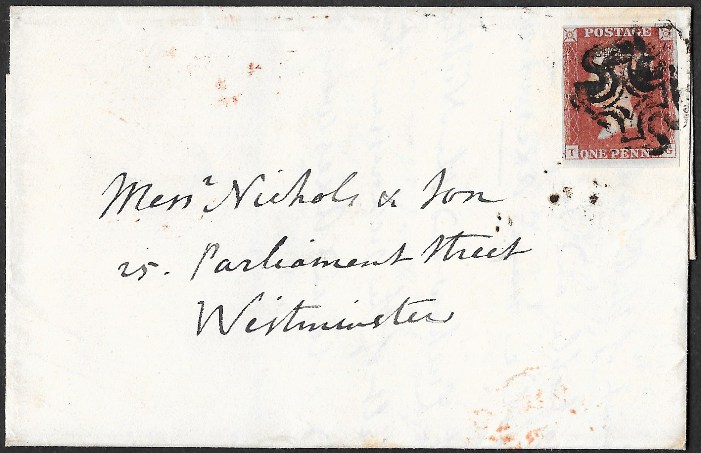 POSTAGE
ONE PENNY
Messrs Nichols & Son
25. Parliament Street
Westminster